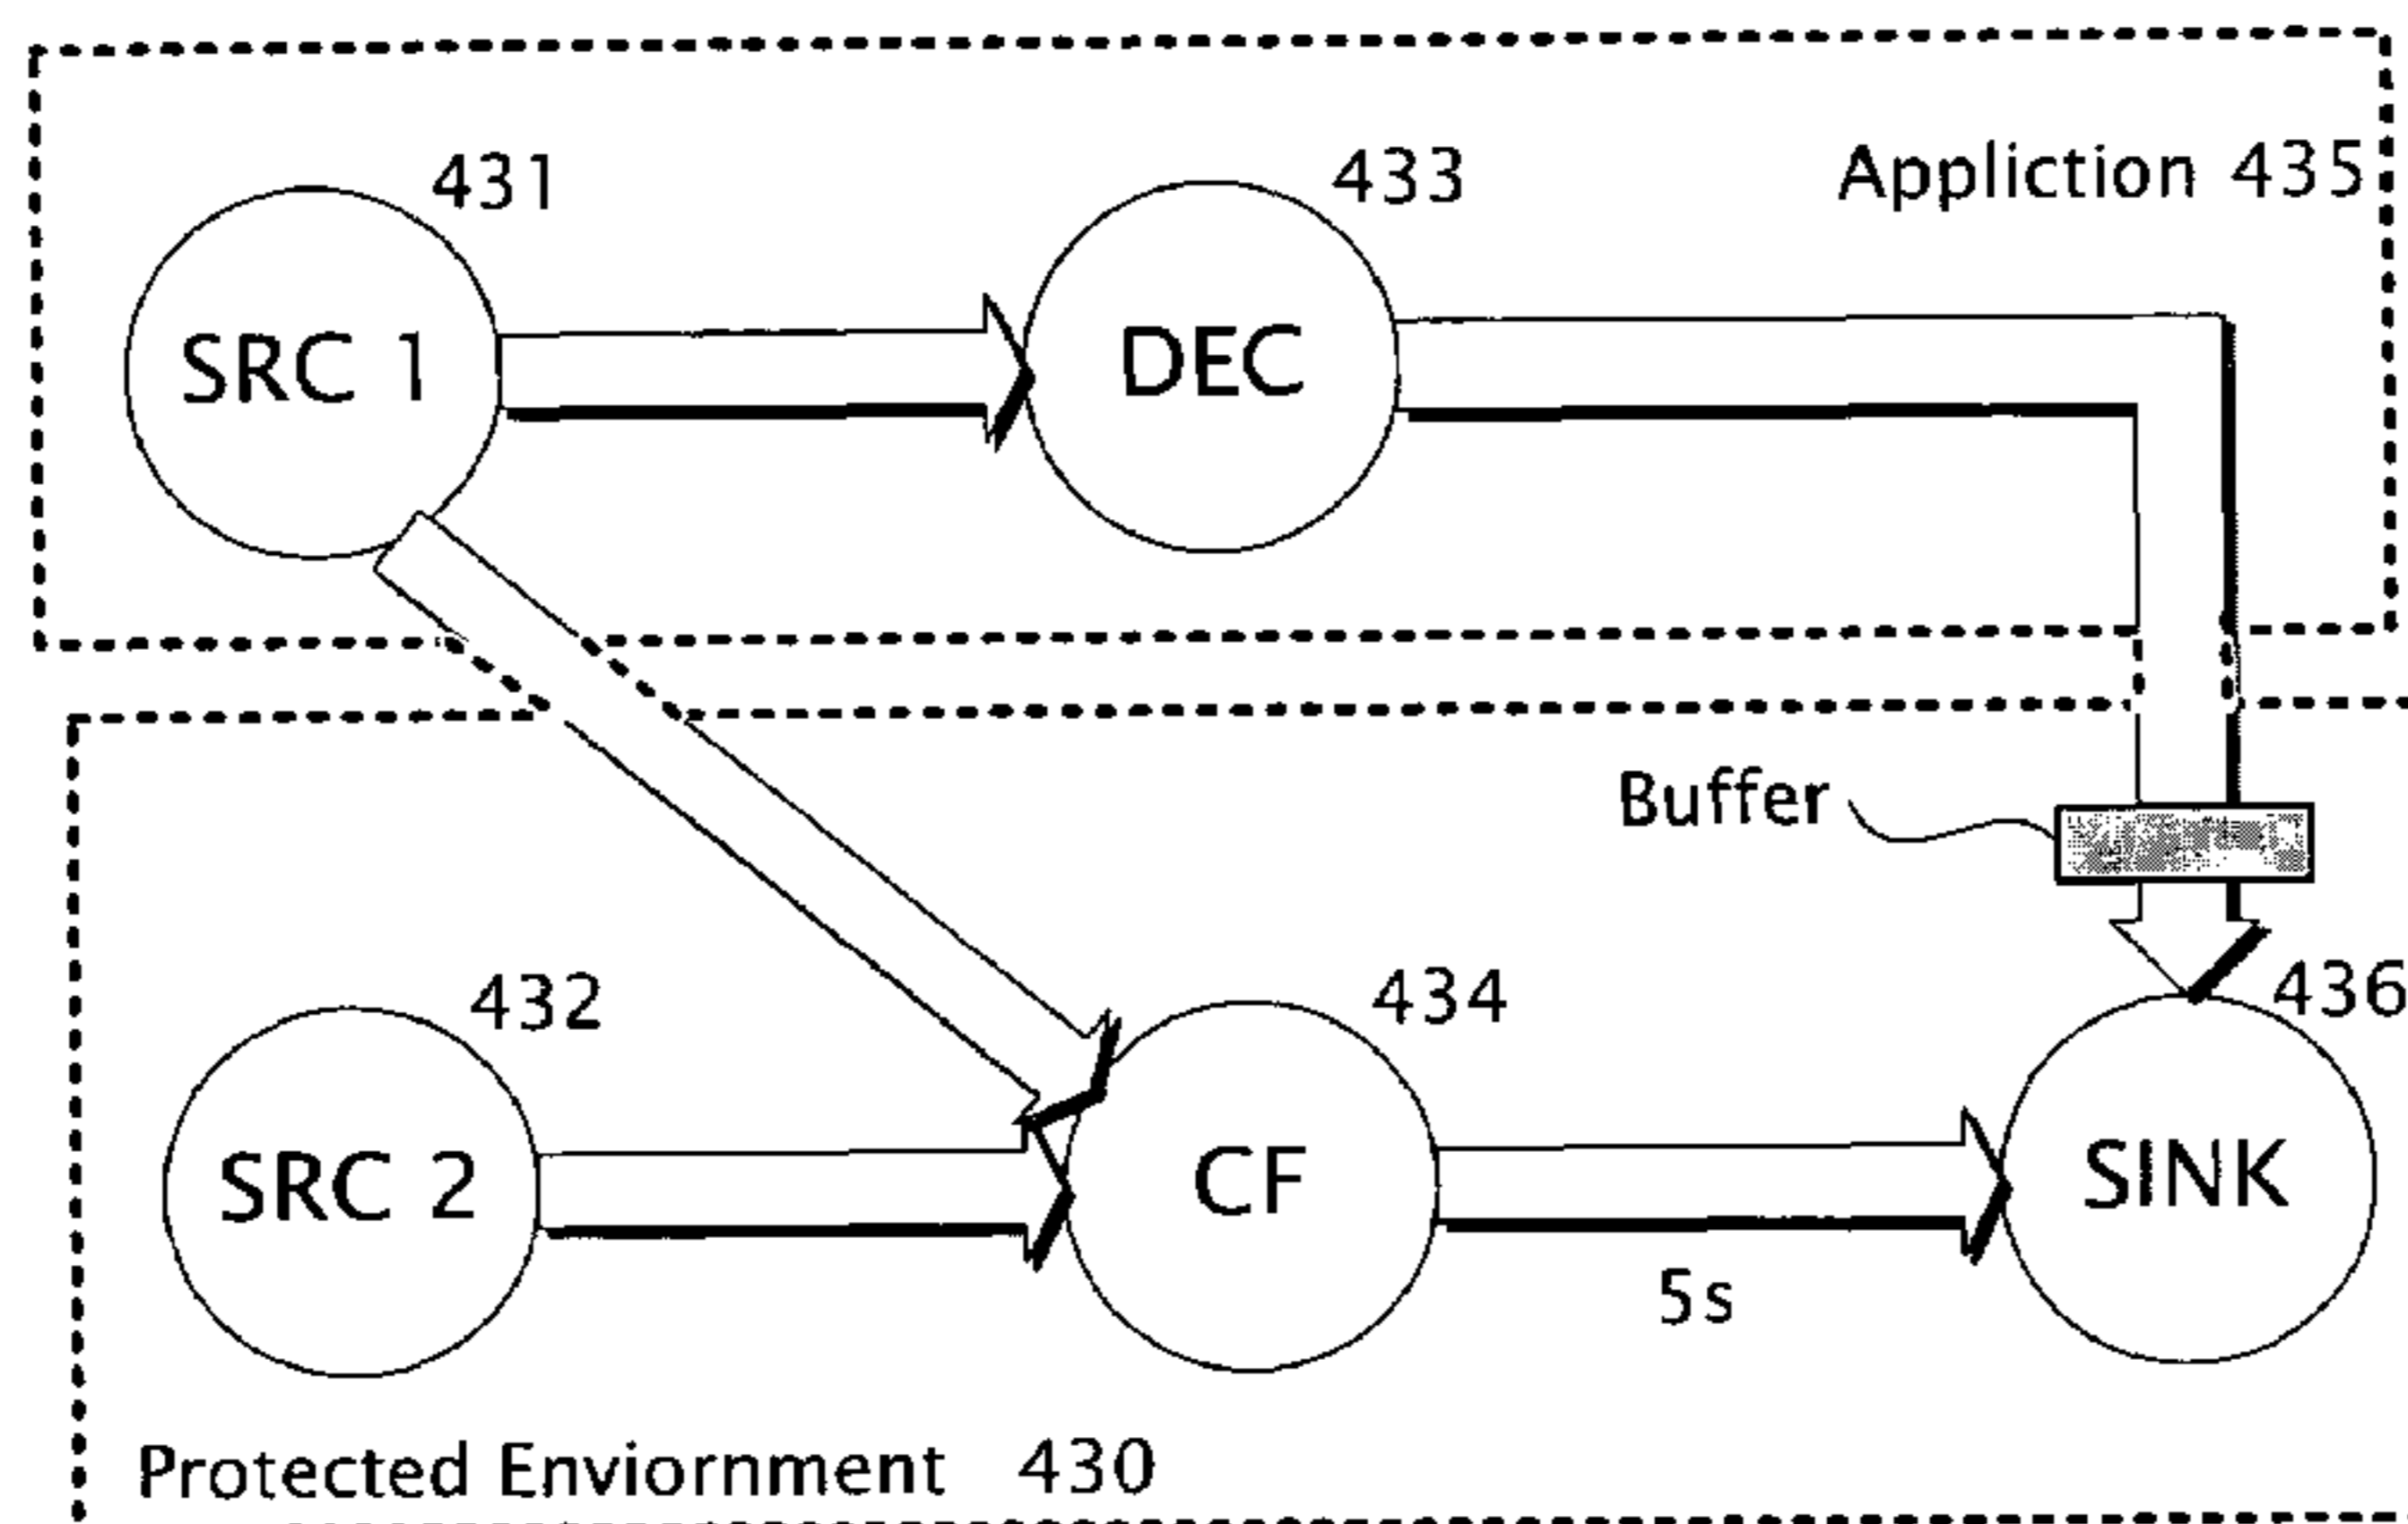 431
433
Appliction 435
SRC 1
DEC
Buffer
432
434
436
SRC 2
CF
SINK
5s
Protected Enviornment 430